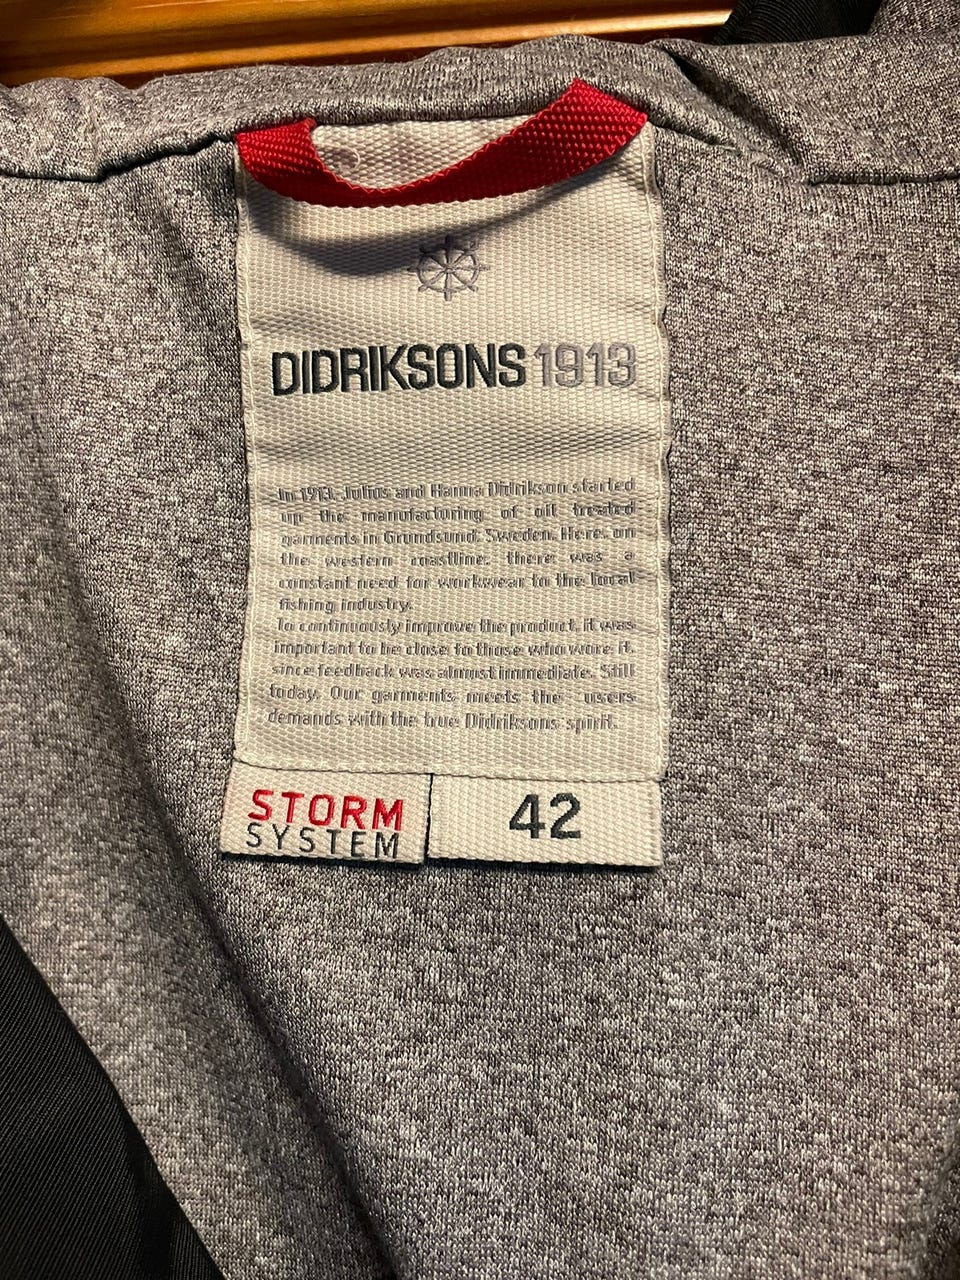 DIDRIKSONS 1913
In 1913, Julius and Hanna Didrikson started
up the manufacturing of oil treated
garments in Grundsund, Sweden. Here, on
the western coastline, there was a
constant need for workwear to the local
fishing industry.
To continuously improve the product, it was
important to be close to those who wore it,
since feedback was almost immediate. Still
today. Our garments meets the users
demands with the true Didriksons spirit.
STORM 42
SYSTEM